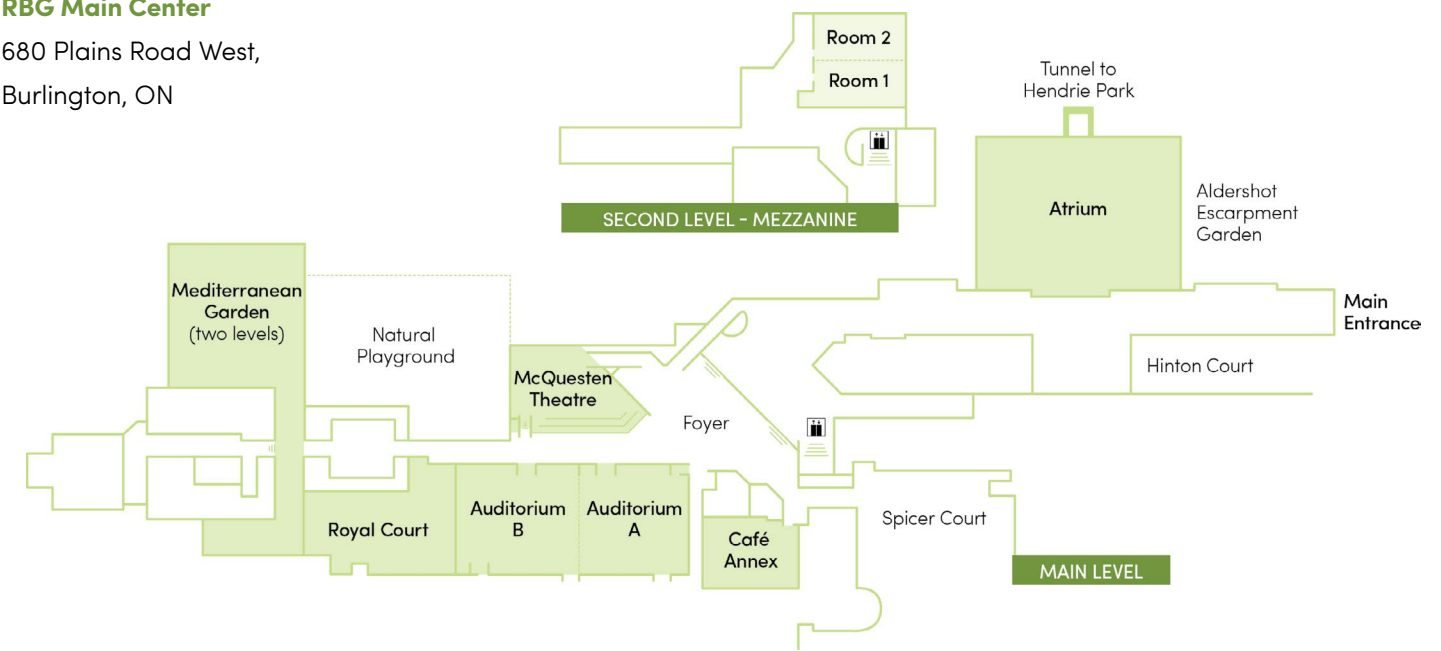 RBG Main Center
680 Plains Road West,
Burlington, ON
Room 2
Room 1
SECOND LEVEL - MEZZANINE
Tunnel to
Hendrie Park
Atrium
Aldershot
Escarpment
Garden
Main
Entrance
Hinton Court
Mediterranean
Garden
(two levels)
Natural
Playground
McQuesten
Theatre
Foyer
Royal Court
Auditorium
B
Auditorium
A
Café
Annex
Spicer Court
MAIN LEVEL